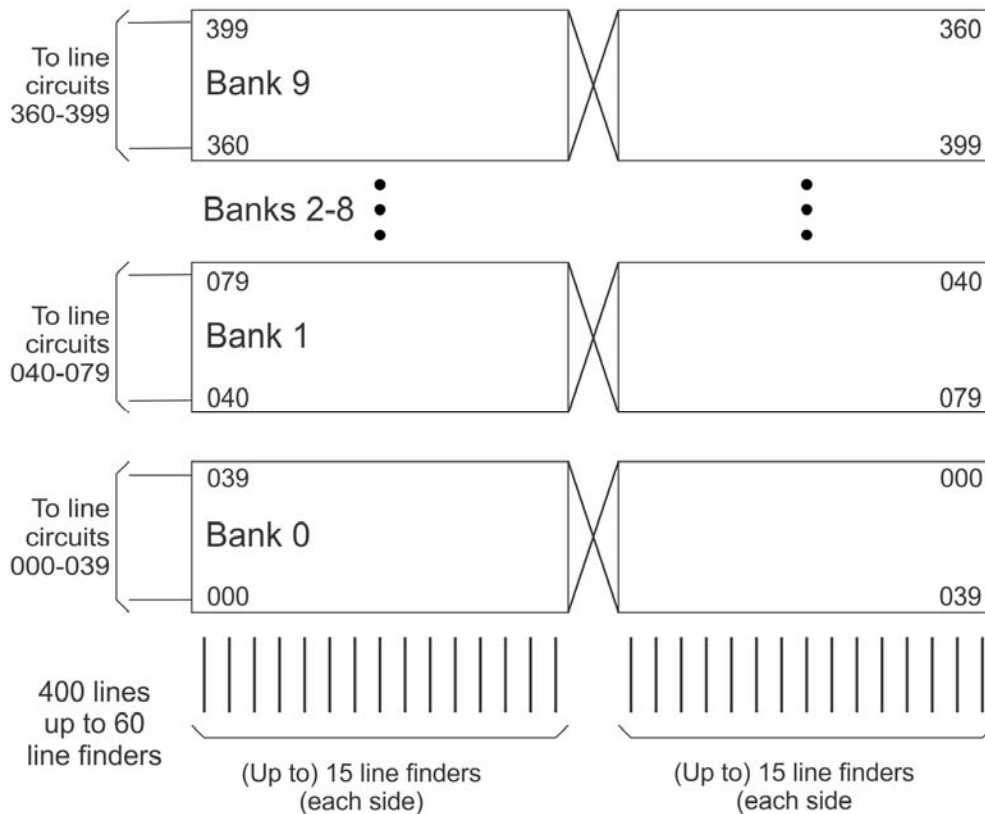 To line
circuits
360-399
399
Bank 9
360
360
399
Banks 2-8
To line
circuits
040-079
079
Bank 1
040
040
079
To line
circuits
000-039
039
Bank 0
000
000
039
400 lines
up to 60
line finders
(Up to) 15 line finders
(each side)
(Up to) 15 line finders
(each side